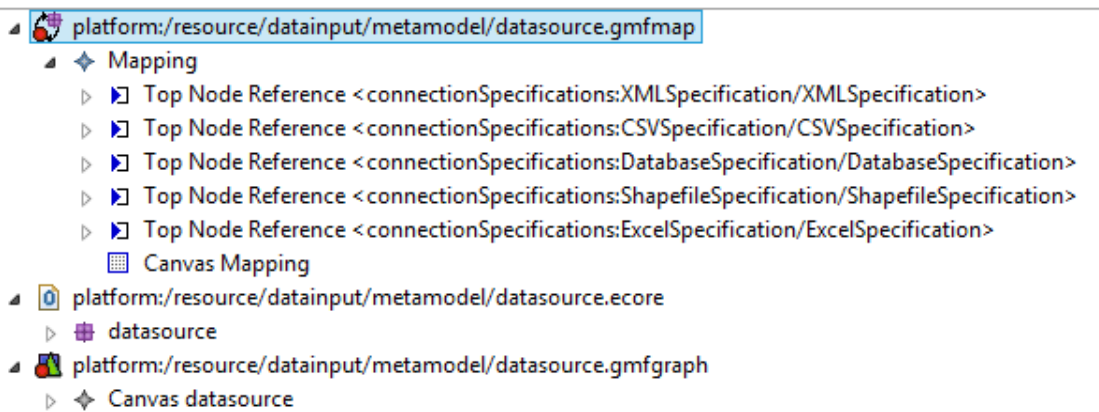 platform:/resource/datainput/metamodel/datasource.gmfmap
Mapping
Top Node Reference <connectionSpecifications:XMLSpecification/XMLSpecification>
Top Node Reference <connectionSpecifications:CSVSpecification/CSVSpecification>
Top Node Reference <connectionSpecifications:DatabaseSpecification/DatabaseSpecification>
Top Node Reference <connectionSpecifications:ShapefileSpecification/ShapefileSpecification>
Top Node Reference <connectionSpecifications:ExcelSpecification/ExcelSpecification>
Canvas Mapping
platform:/resource/datainput/metamodel/datasource.ecore
datasource
platform:/resource/datainput/metamodel/datasource.gmfgraph
Canvas datasource